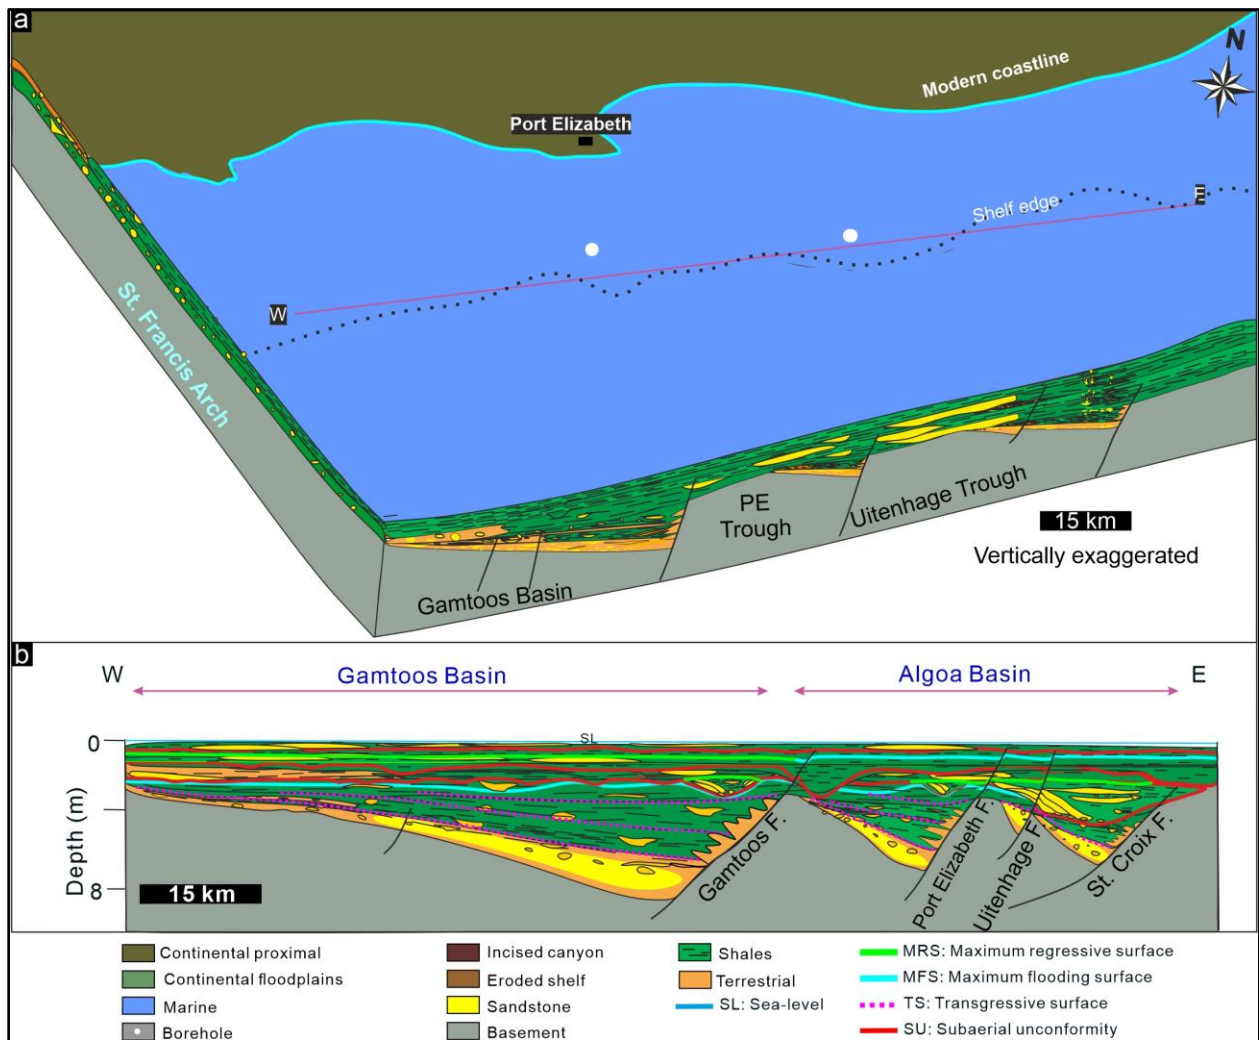 a
N
Modern coastline
Port Elizabeth
E
Shelf edge
W
St. Francis Arch
PE
Trough
Uitenhage Trough
15 km
Vertically exaggerated
Gamtoos Basin
b
W
Gamtoos Basin
Algoa Basin
E
0
SL
Depth (m)
8
15 km
Gamtoos F.
Port Elizabeth F.
Uitenhage F.
St. Croix F.
Continental proximal
Continental floodplains
Marine
Borehole
Incised canyon
Eroded shelf
Sandstone
Basement
Shales
Terrestrial
SL: Sea-level
MRS: Maximum regressive surface
MFS: Maximum flooding surface
TS: Transgressive surface
SU: Subaerial unconformity